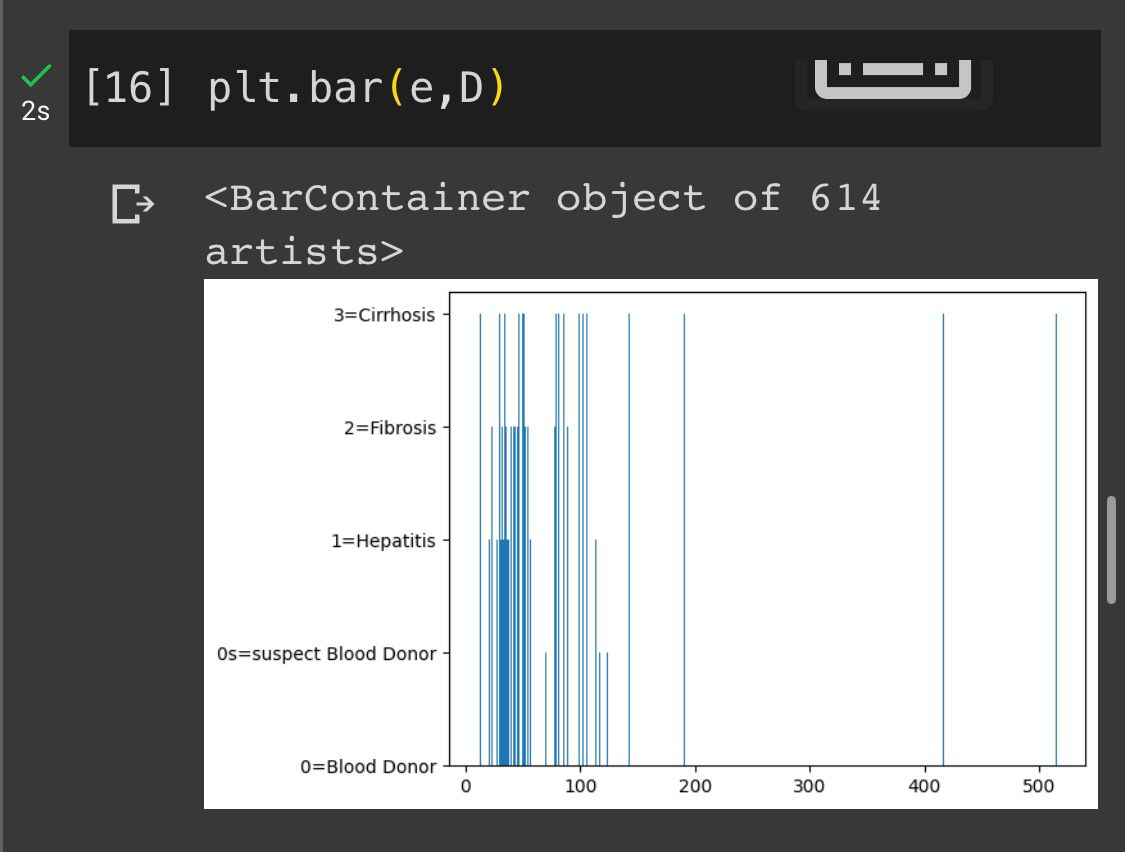 [16] plt.bar(e,D)
2s
<BarContainer object of 614
artists>
3=Cirrhosis
2=Fibrosis
1=Hepatitis
0s=suspect Blood Donor
0=Blood Donor
0 100 200 300 400 500